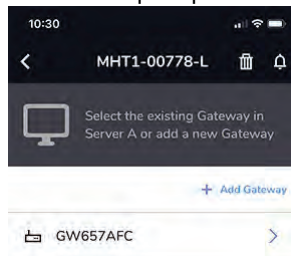 10:30
MHT1-00778-L
Select the existing Gateway in
Server A or add a new Gateway
+ Add Gateway
GW657AFC